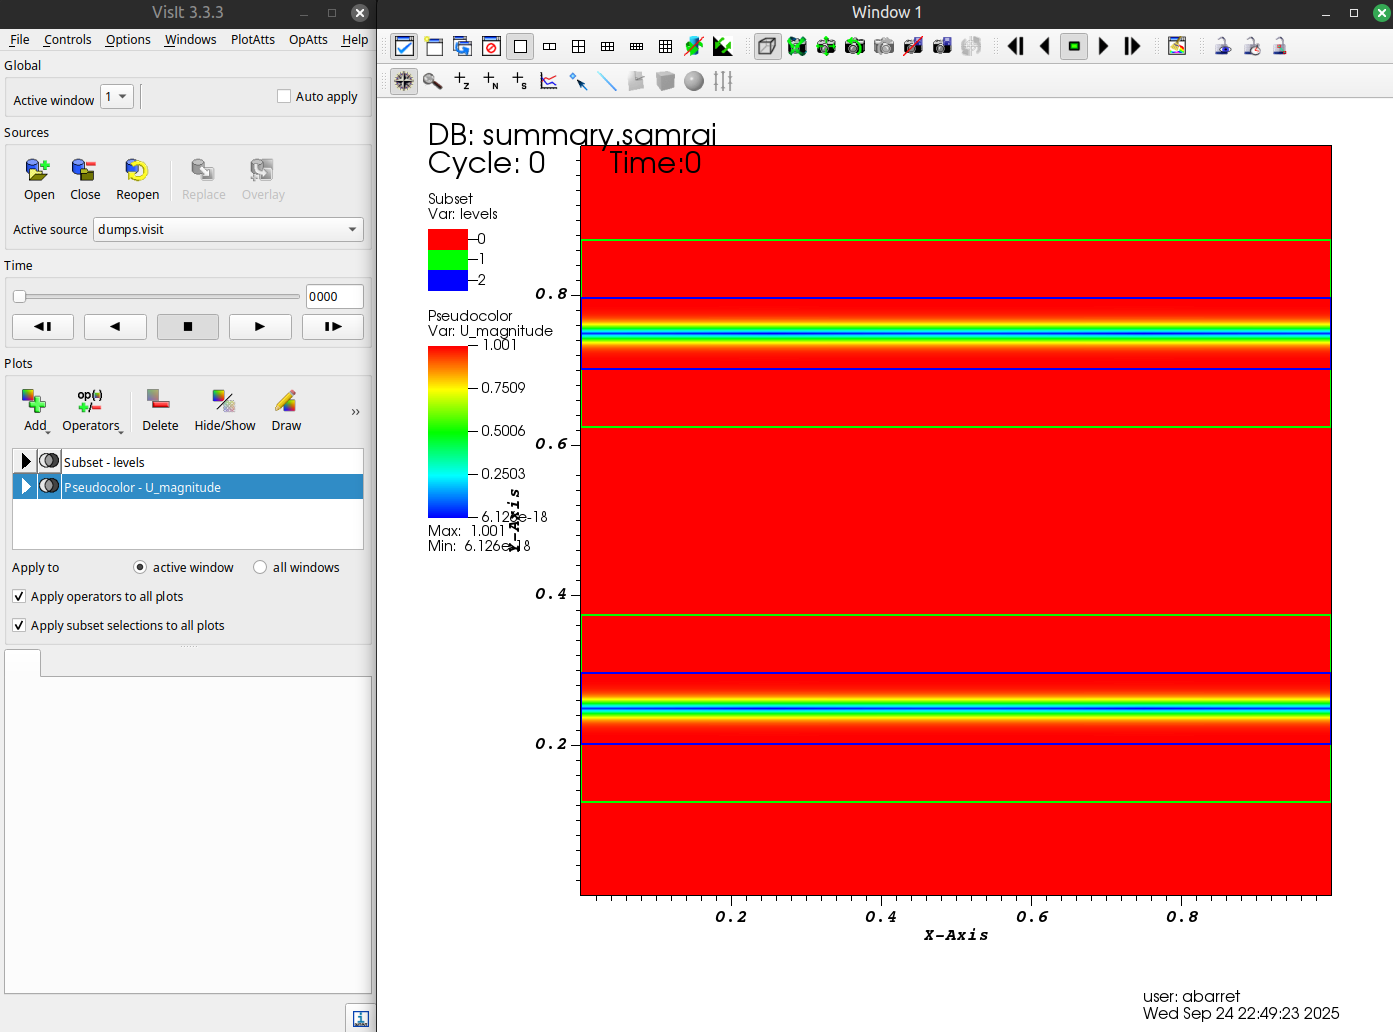 VisIt 3.3.3
File Controls Options Windows PlotAtts OpAtts Help
Global
Active window 1 Auto apply
Sources
Open Close Reopen Replace Overlay
Active source dumps.visit
Time
0000
Plots
Add Operators Delete Hide/Show Draw »
op(+/-)
Subset - levels
Pseudocolor - U_magnitude
Apply to active window all windows
Apply operators to all plots
Apply subset selections to all plots
Window 1
Z N S
DB: summary.samrai
Cycle: 0 Time:0
Subset
Var: levels
0
1
2
Pseudocolor
Var: U_magnitude
1.001
0.7509
0.5006
0.2503
6.126e-18
Max: 1.001
Min: 6.126e-18
Y-Axis
0.8
0.6
0.4
0.2
0.2 0.4 0.6 0.8
X-Axis
user: abarret
Wed Sep 24 22:49:23 2025